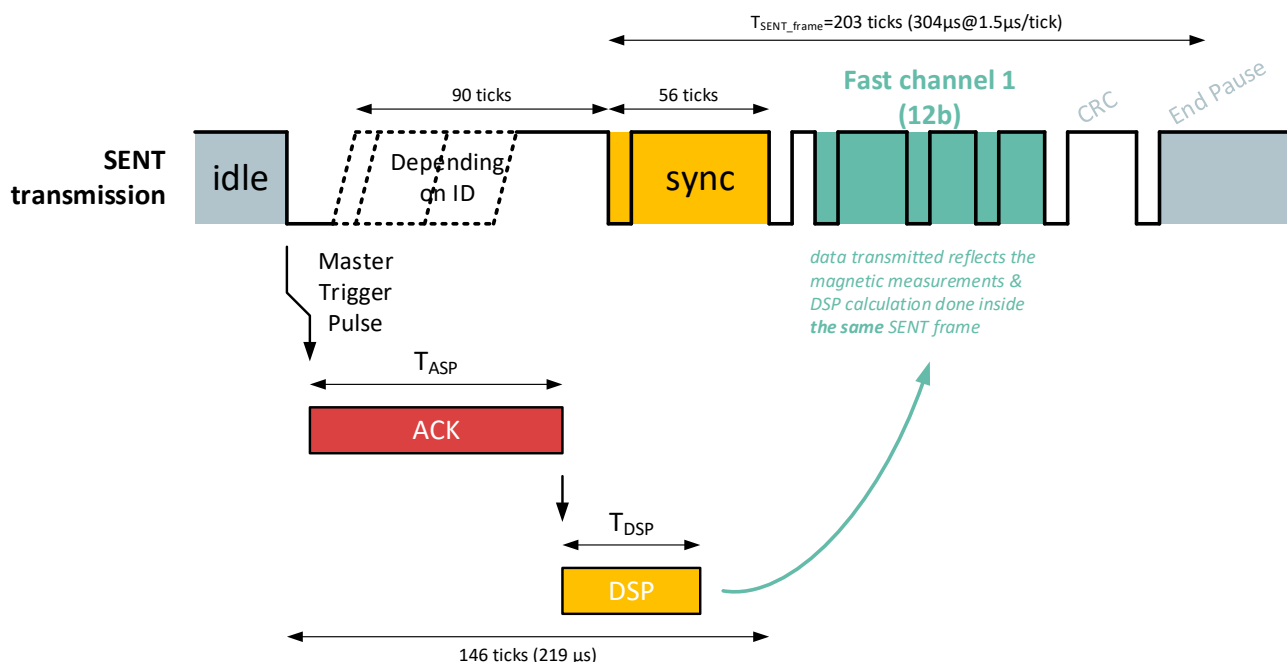 T_SENT_frame=203 ticks (304µs@1.5µs/tick)
90 ticks
56 ticks
Fast channel 1
(12b)
CRC
End Pause
SENT
transmission
idle
Depending
on ID
sync
Master
Trigger
Pulse
data transmitted reflects the
magnetic measurements &
DSP calculation done inside
the same SENT frame
T_ASP
ACK
T_DSP
DSP
146 ticks (219 µs)